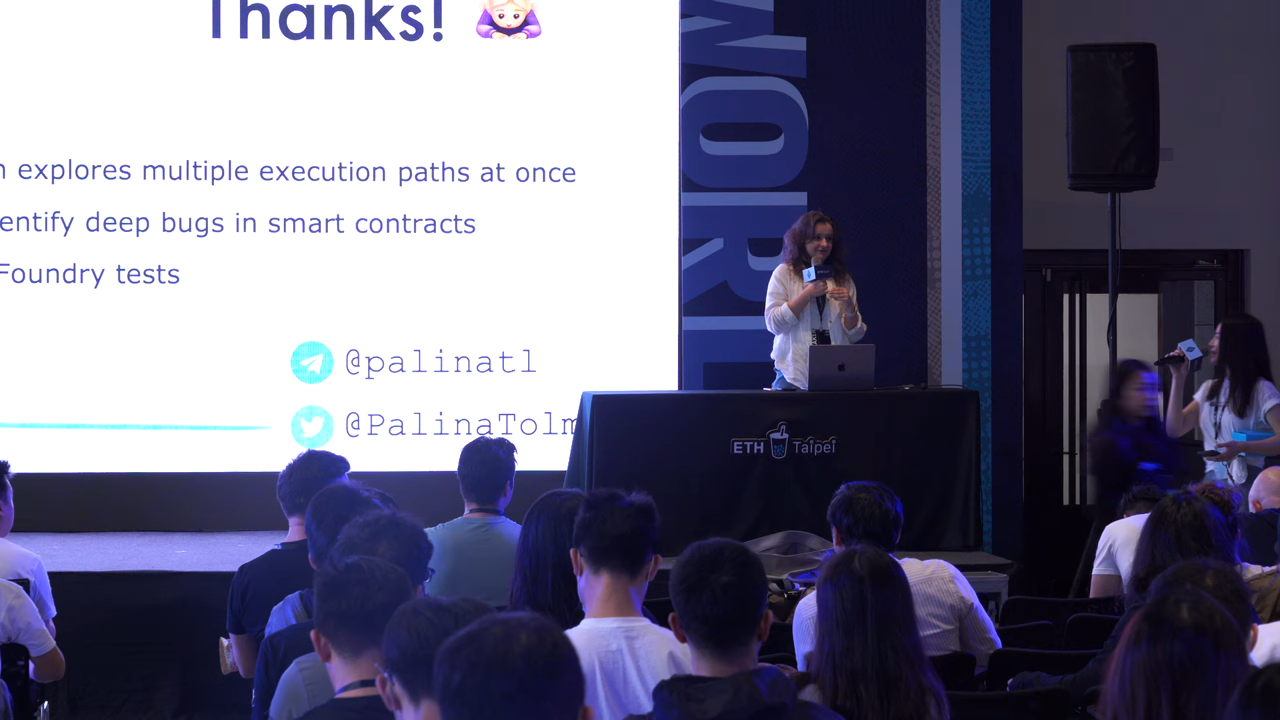 Thanks!
explores multiple execution paths at once
entify deep bugs in smart contracts
Foundry tests
@palinatl
@PalinaTolm
WORL
ETH Taipei